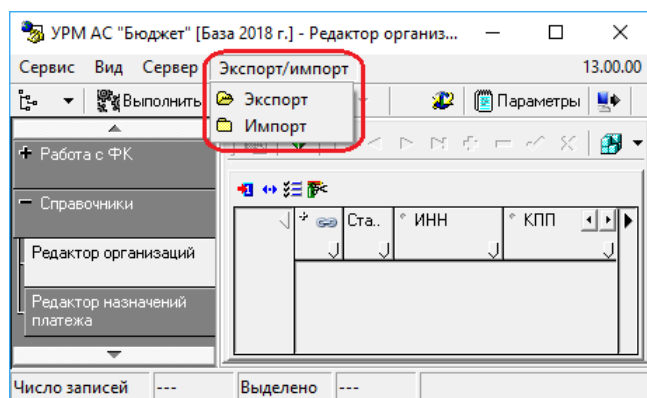 УРМ АС "Бюджет" [База 2018 г.] - Редактор организ...
Сервис Вид Сервер Экспорт/импорт 13.00.00
Выполнить Параметры
Экспорт
Импорт
Работа с ФК
Справочники
Ста.. ИНН КПП
Редактор организаций
Редактор назначений
платежа
Число записей --- Выделено ---